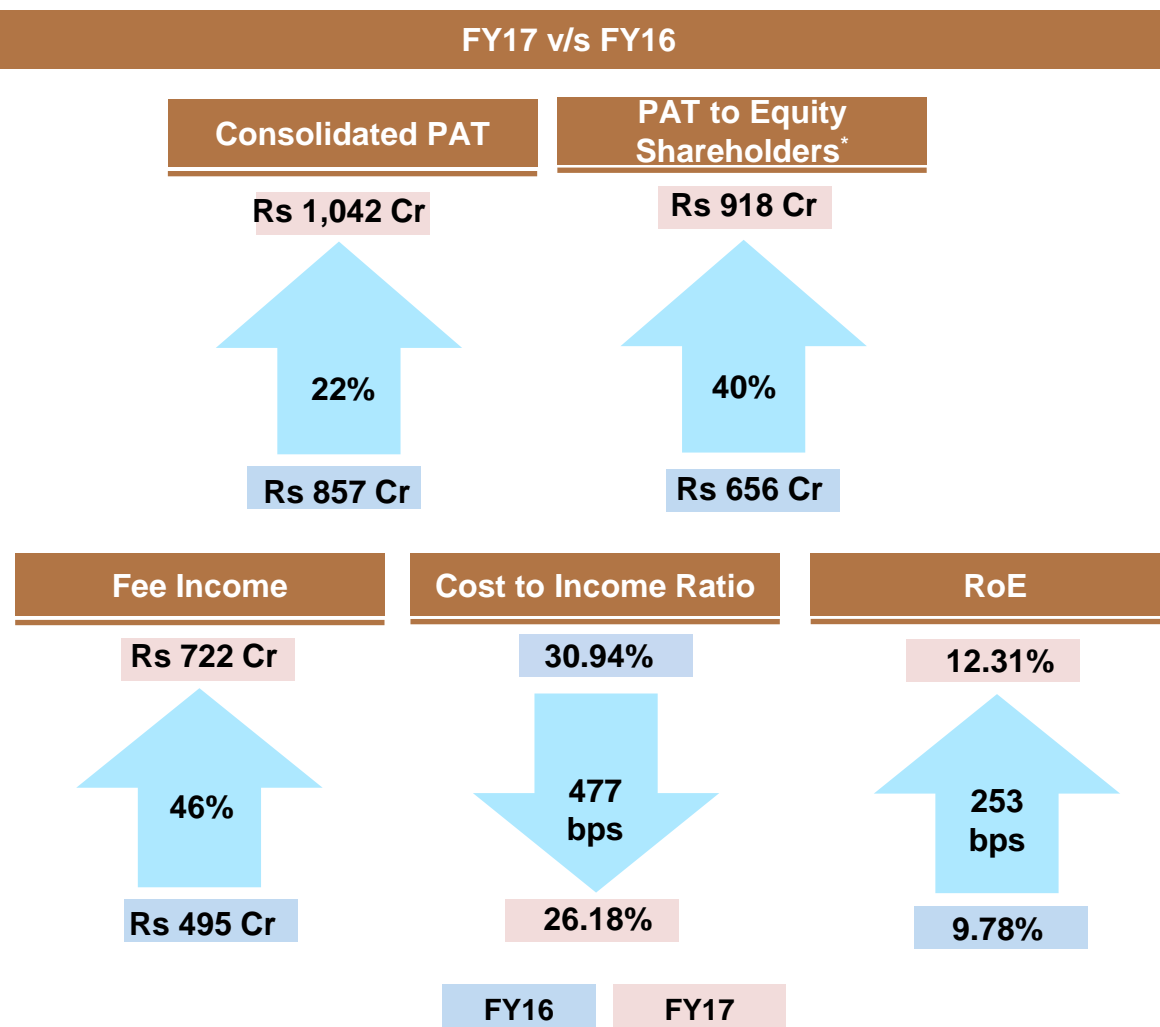 FY17 v/s FY16
Consolidated PAT
PAT to Equity
Shareholders*
Rs 1,042 Cr
Rs 918 Cr
22%
40%
Rs 857 Cr
Rs 656 Cr
Fee Income
Cost to Income Ratio
RoE
Rs 722 Cr
30.94%
12.31%
46%
477
bps
253
bps
Rs 495 Cr
26.18%
9.78%
FY16
FY17